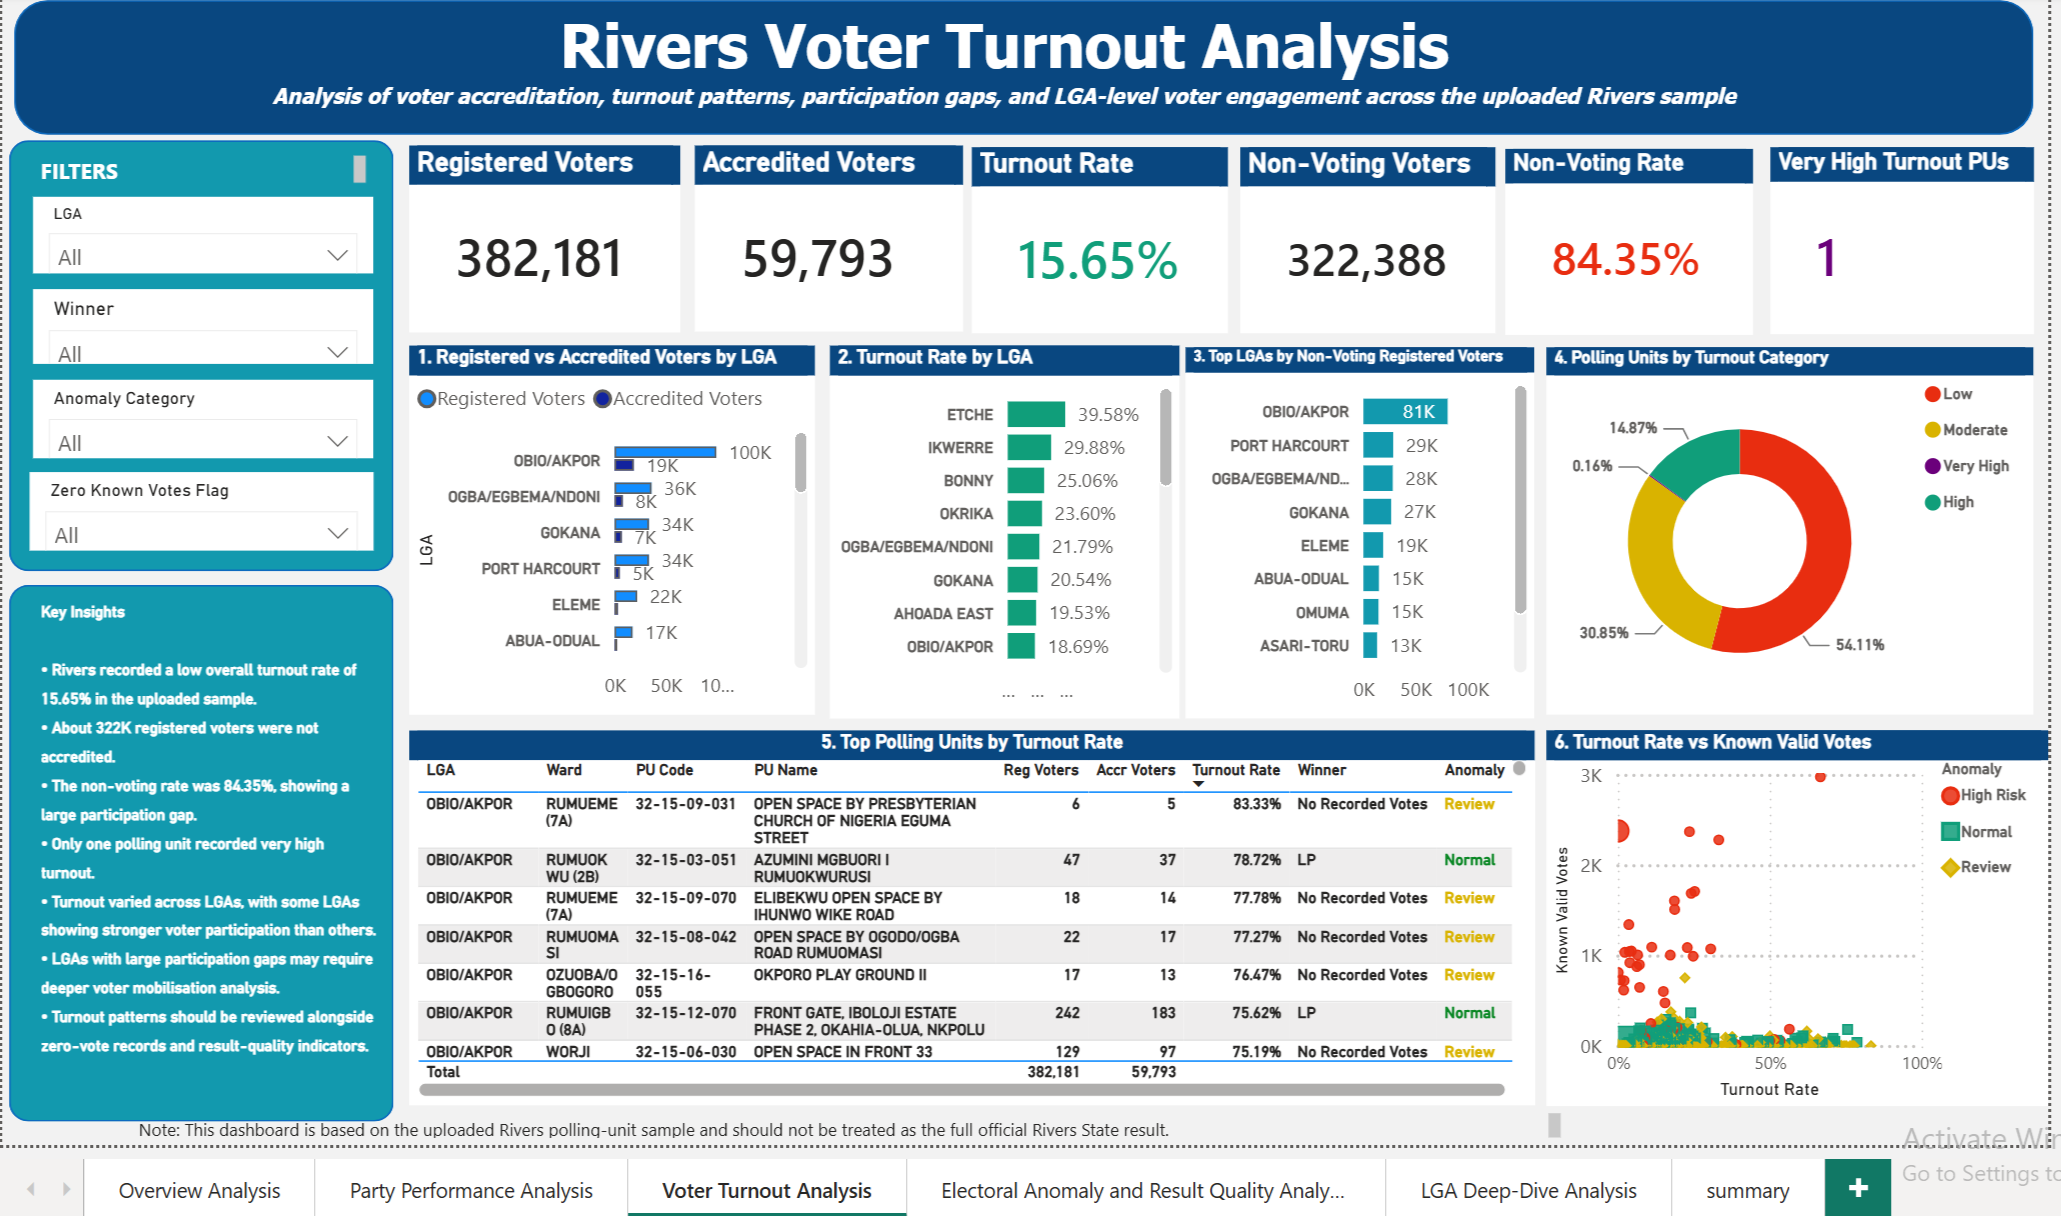 Rivers Voter Turnout Analysis
Analysis of voter accreditation, turnout patterns, participation gaps, and LGA-level voter engagement across the uploaded Rivers sample
FILTERS
LGA
All
Winner
All
Anomaly Category
All
Zero Known Votes Flag
All
Key Insights
• Rivers recorded a low overall turnout rate of
15.65% in the uploaded sample.
• About 322K registered voters were not
accredited.
• The non-voting rate was 84.35%, showing a
large participation gap.
• Only one polling unit recorded very high
turnout.
• Turnout varied across LGAs, with some LGAs
showing stronger voter participation than others.
• LGAs with large participation gaps may require
deeper voter mobilisation analysis.
• Turnout patterns should be reviewed alongside
zero-vote records and result-quality indicators.
Registered Voters
382,181
Accredited Voters
59,793
Turnout Rate
15.65%
Non-Voting Voters
322,388
Non-Voting Rate
84.35%
Very High Turnout PUs
1
1. Registered vs Accredited Voters by LGA
Registered Voters Accredited Voters
LGA
OBIO/AKPOR 100K
19K
OGBA/EGBEMA/NDONI 36K
8K
GOKANA 34K
7K
PORT HARCOURT 34K
5K
ELEME 22K
ABUA-ODUAL 17K
0K 50K 10...
2. Turnout Rate by LGA
ETCHE 39.58%
IKWERRE 29.88%
BONNY 25.06%
OKRIKA 23.60%
OGBA/EGBEMA/NDONI 21.79%
GOKANA 20.54%
AHOADA EAST 19.53%
OBIO/AKPOR 18.69%
... ... ...
3. Top LGAs by Non-Voting Registered Voters
OBIO/AKPOR 81K
PORT HARCOURT 29K
OGBA/EGBEMA/ND... 28K
GOKANA 27K
ELEME 19K
ABUA-ODUAL 15K
OMUMA 15K
ASARI-TORU 13K
0K 50K 100K
4. Polling Units by Turnout Category
Low
Moderate
Very High
High
14.87%
0.16%
30.85%
54.11%
5. Top Polling Units by Turnout Rate
LGA Ward PU Code PU Name Reg Voters Accr Voters Turnout Rate Winner Anomaly
OBIO/AKPOR RUMUEME 32-15-09-031 OPEN SPACE BY PRESBYTERIAN 6 5 83.33% No Recorded Votes Review
(7A) CHURCH OF NIGERIA EGUMA
STREET
OBIO/AKPOR RUMUOK 32-15-03-051 AZUMINI MGBUORI I 47 37 78.72% LP Normal
WU (2B) RUMUOKWURUSI
OBIO/AKPOR RUMUEME 32-15-09-070 ELIBEKWU OPEN SPACE BY 18 14 77.78% No Recorded Votes Review
(7A) IHUNWO WIKE ROAD
OBIO/AKPOR RUMUOMA 32-15-08-042 OPEN SPACE BY OGODO/OGBA 22 17 77.27% No Recorded Votes Review
SI ROAD RUMUOMASI
OBIO/AKPOR OZUOBA/O 32-15-16- OKPORO PLAY GROUND II 17 13 76.47% No Recorded Votes Review
GBOGORO 055
OBIO/AKPOR RUMUIGB 32-15-12-070 FRONT GATE, IBOLOJI ESTATE 242 183 75.62% LP Normal
O (8A) PHASE 2, OKAHIA-OLUA, NKPOLU
OBIO/AKPOR WORJI 32-15-06-030 OPEN SPACE IN FRONT 33 129 97 75.19% No Recorded Votes Review
Total 382,181 59,793
6. Turnout Rate vs Known Valid Votes
Anomaly
High Risk
Normal
Review
Known Valid Votes
3K
2K
1K
0K
0% 50% 100%
Turnout Rate
Note: This dashboard is based on the uploaded Rivers polling-unit sample and should not be treated as the full official Rivers State result.
Activate Wir
Go to Settings to
Overview Analysis Party Performance Analysis Voter Turnout Analysis Electoral Anomaly and Result Quality Analy... LGA Deep-Dive Analysis summary +